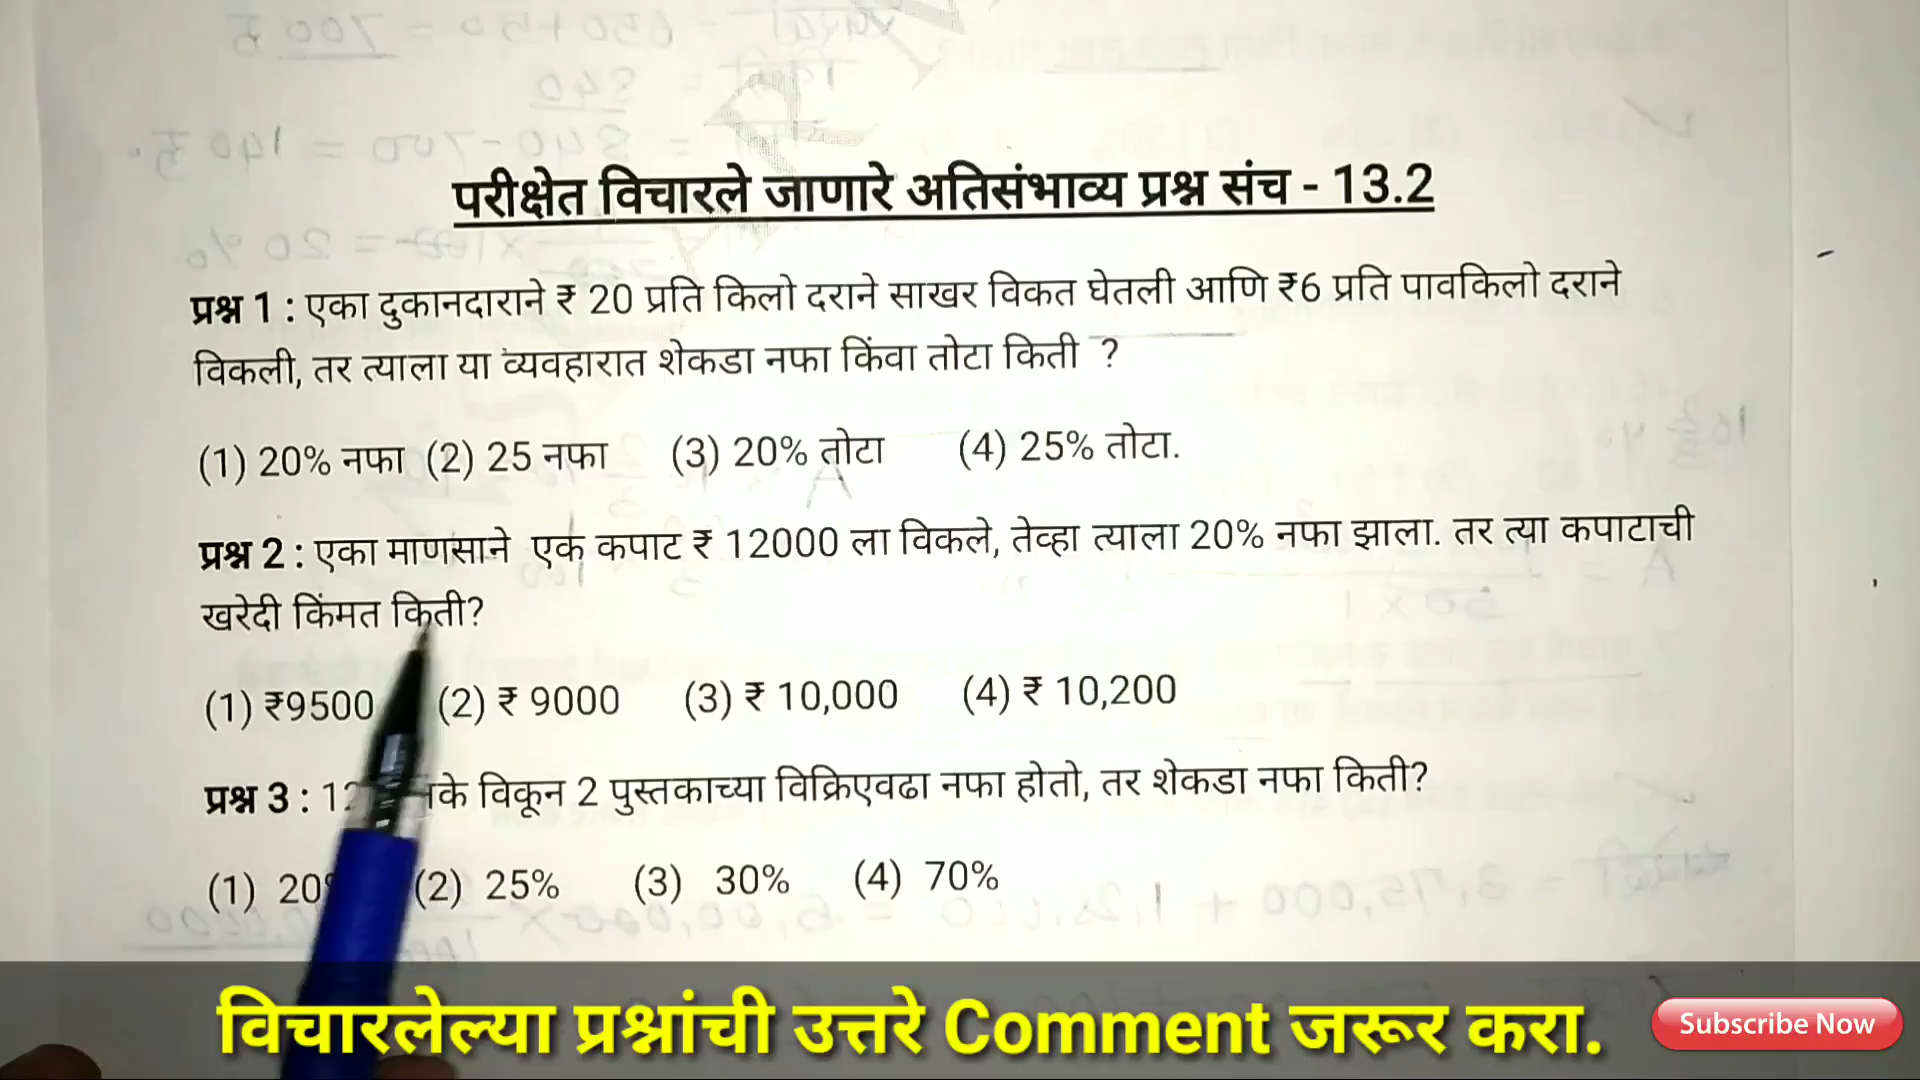 परीक्षेत विचारले जाणारे अतिसंभाव्य प्रश्न संच - 13.2
प्रश्न 1 : एका दुकानदाराने ₹ 20 प्रति किलो दराने साखर विकत घेतली आणि ₹6 प्रति पावकिलो दराने
विकली, तर त्याला या व्यवहारात शेकडा नफा किंवा तोटा किती ?
(1) 20% नफा (2) 25 नफा (3) 20% तोटा (4) 25% तोटा.
प्रश्न 2 : एका माणसाने एक कपाट ₹ 12000 ला विकले, तेव्हा त्याला 20% नफा झाला. तर त्या कपाटाची
खरेदी किंमत किती?
(1) ₹9500 (2) ₹ 9000 (3) ₹ 10,000 (4) ₹ 10,200
प्रश्न 3 : विकून 2 पुस्तकाच्या विक्रिएवढा नफा होतो, तर शेकडा नफा किती?
(1) 20% (2) 25% (3) 30% (4) 70%
विचारलेल्या प्रश्नांची उत्तरे Comment जरूर करा.
Subscribe Now